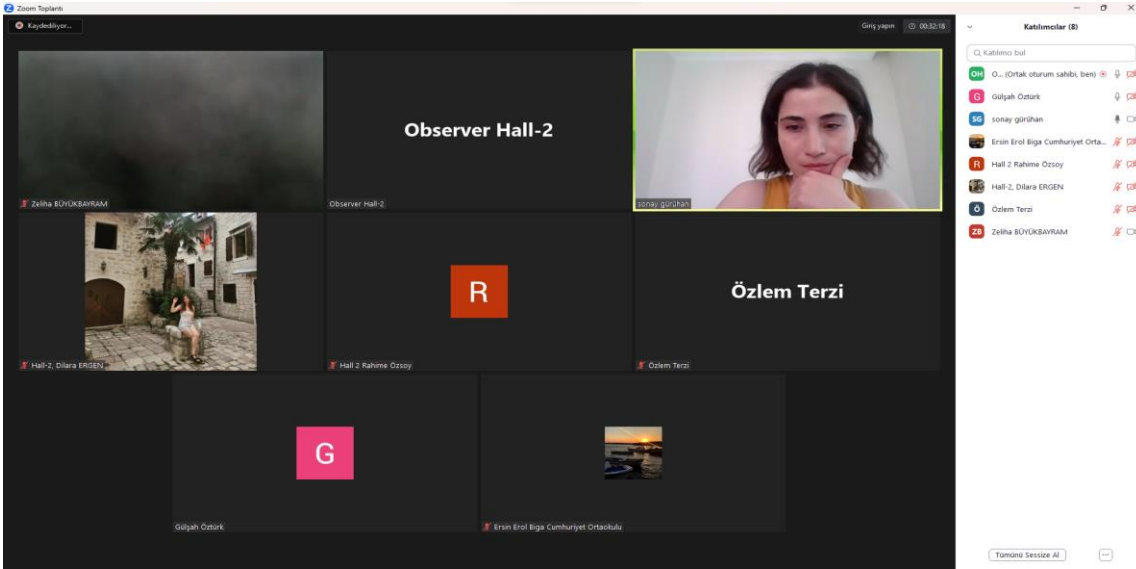 Zoom Toplantı
Kaydediliyor...
Giriş yapın
00:32:18
Zeliha BÜYÜKBAYRAM
Observer Hall-2
Observer Hall-2
sonay gürühan
Hall-2, Dilara ERGEN
R
Hall 2 Rahime Özsoy
Özlem Terzi
Özlem Terzi
G
Gülşah Öztürk
Ersin Erol Biga Cumhuriyet Ortaokulu
Katılımcılar (8)
Katılımcı bul
OH O... (Ortak oturum sahibi, ben)
G Gülşah Öztürk
SG sonay gürühan
Ersin Erol Biga Cumhuriyet Orta...
R Hall 2 Rahime Özsoy
Hall-2, Dilara ERGEN
Ö Özlem Terzi
ZB Zeliha BÜYÜKBAYRAM
Tümünü Sessize Al